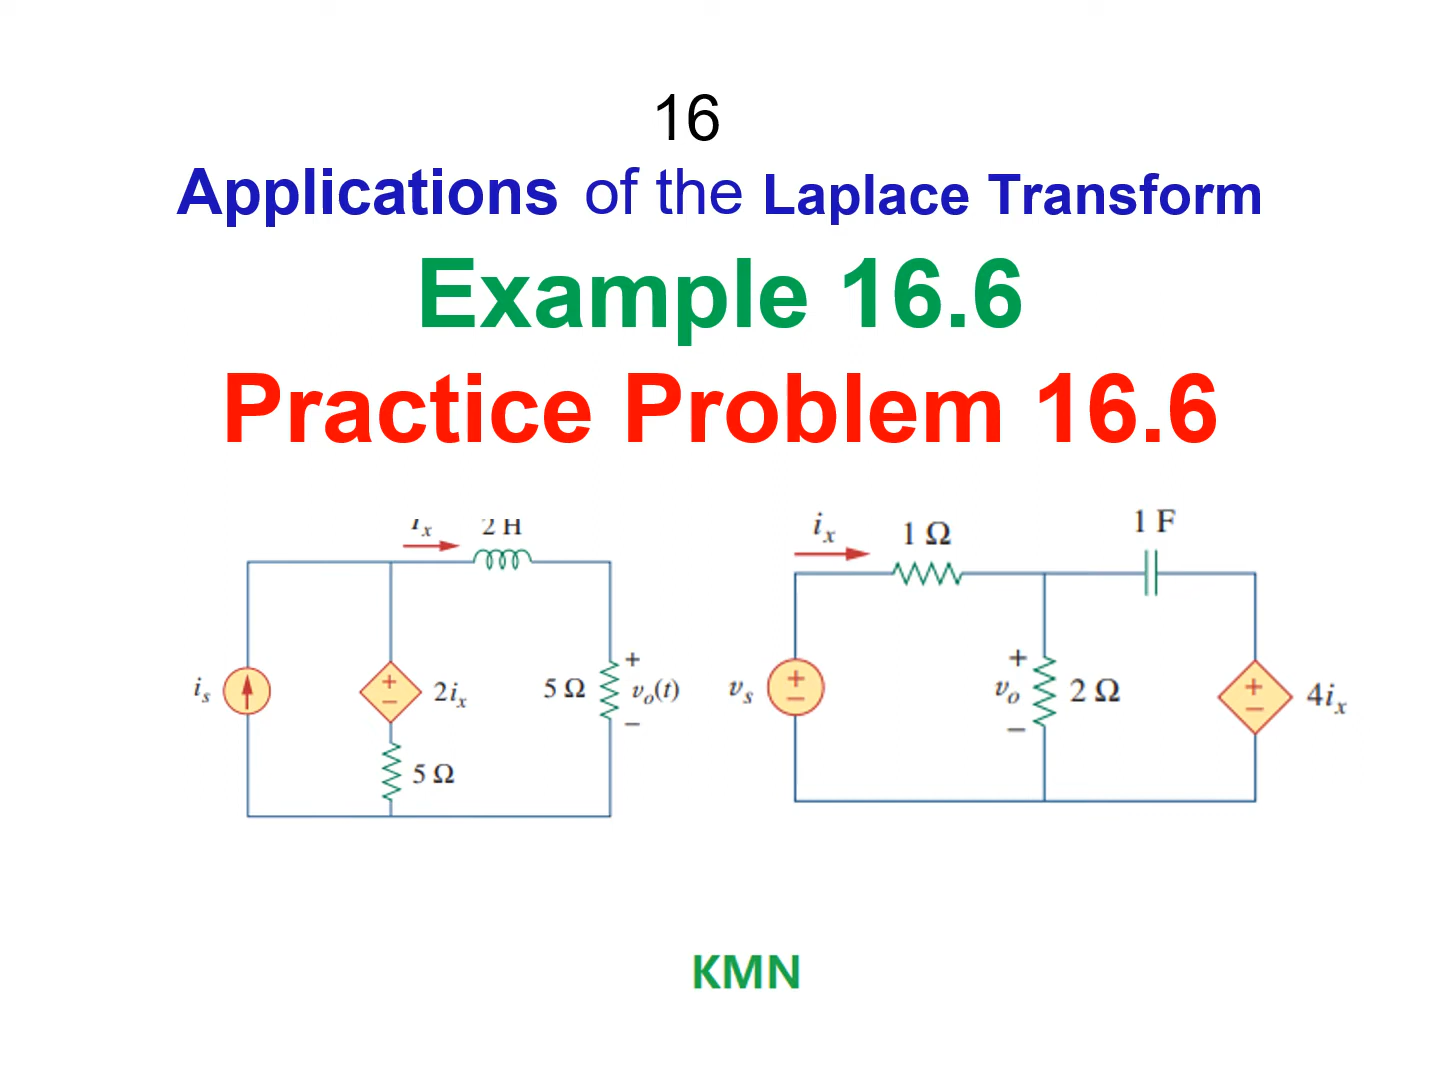 16
Applications of the Laplace Transform
Example 16.6
Practice Problem 16.6
2 H
i_s
+
−
2i_x
5 Ω
5 Ω
+
v_o(t)
−
i_x
1 Ω
1 F
v_s
+
−
+
v_o
−
2 Ω
+
−
4i_x
KMN